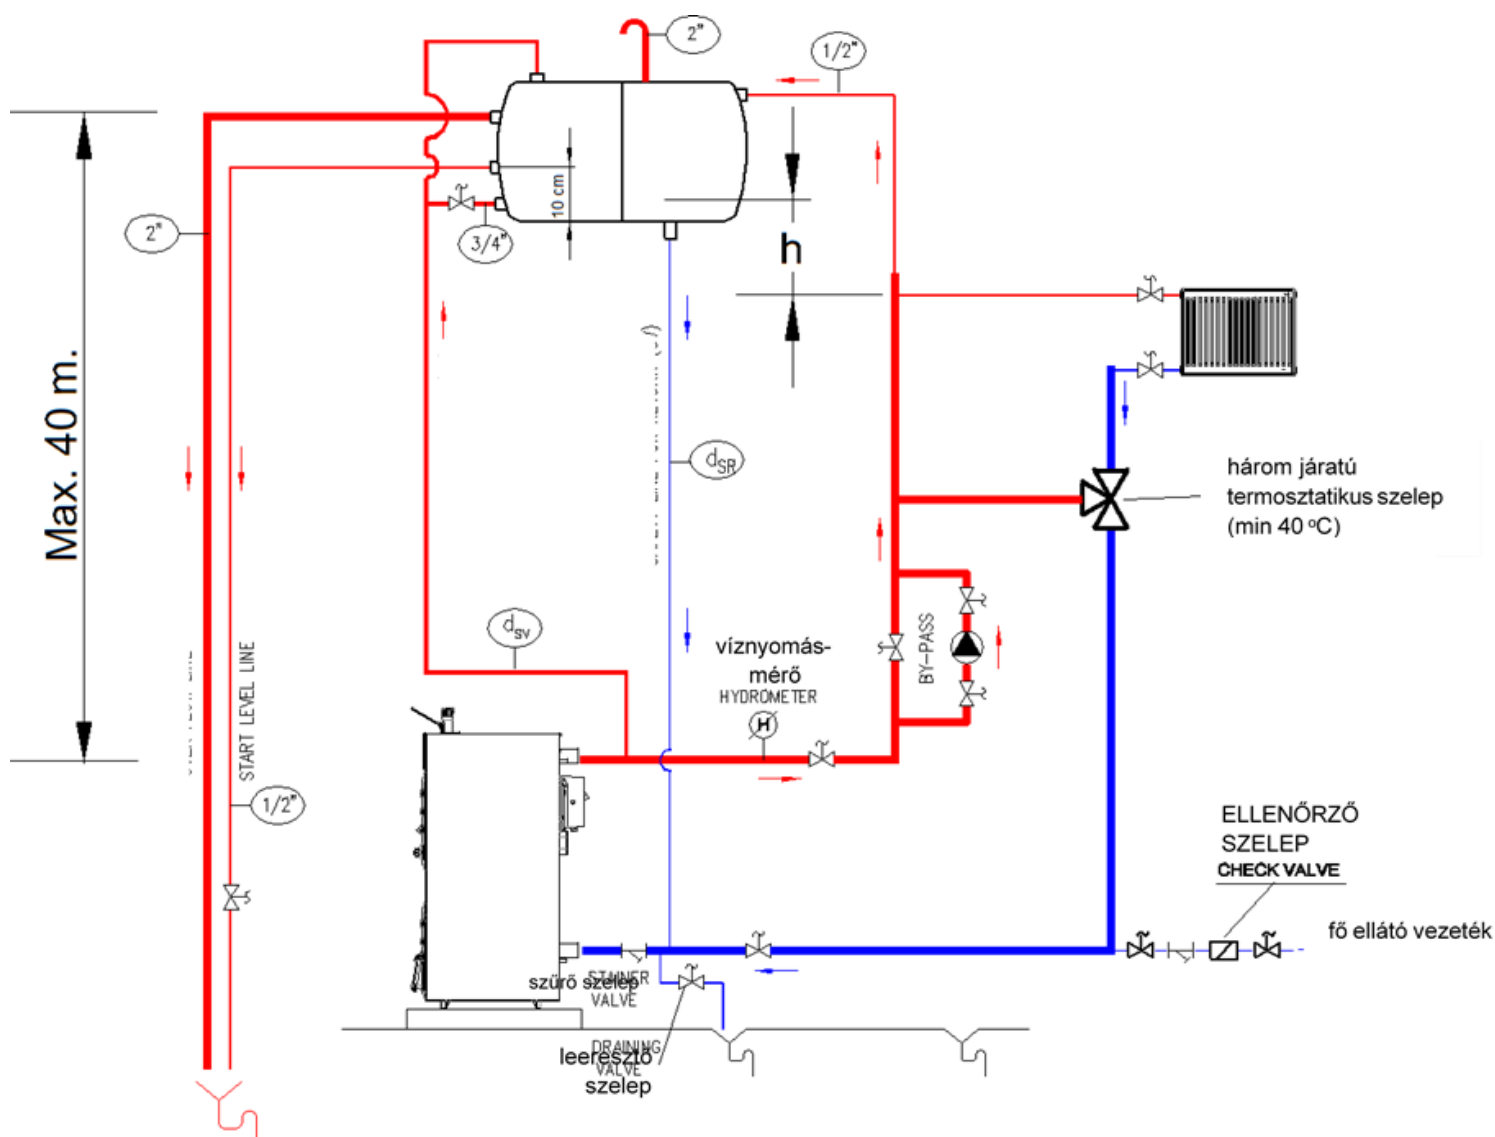 2"
1/2"
10 cm
2"
3/4"
h
Max. 40 m.
dSR
három járatú
termosztatikus szelep
(min 40 °C)
dSV
víznyomás-
mérő
HYDROMETER
H
BY-PASS
START LEVEL LINE
1/2"
ELLENŐRZŐ
SZELEP
CHECK VALVE
fő ellátó vezeték
szűrő szelep
STAINER
VALVE
DRAINING
VALVE
leeresztő
szelep